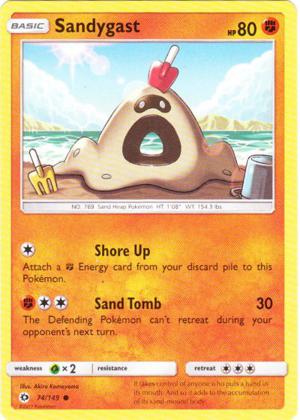 BASIC Sandygast HP 80
NO. 769 Sand Heap Pokémon HT: 1'08" WT: 154.3 lbs
Shore Up
Attach a Energy card from your discard pile to this
Pokémon.
Sand Tomb 30
The Defending Pokémon can't retreat during your
opponent's next turn.
weakness ×2 resistance retreat
Illus. Akira Komayama
74/149
It takes control of anyone who puts a hand in
its mouth. And so it adds to the accumulation
of its sand-mound body.
©2017 Pokémon